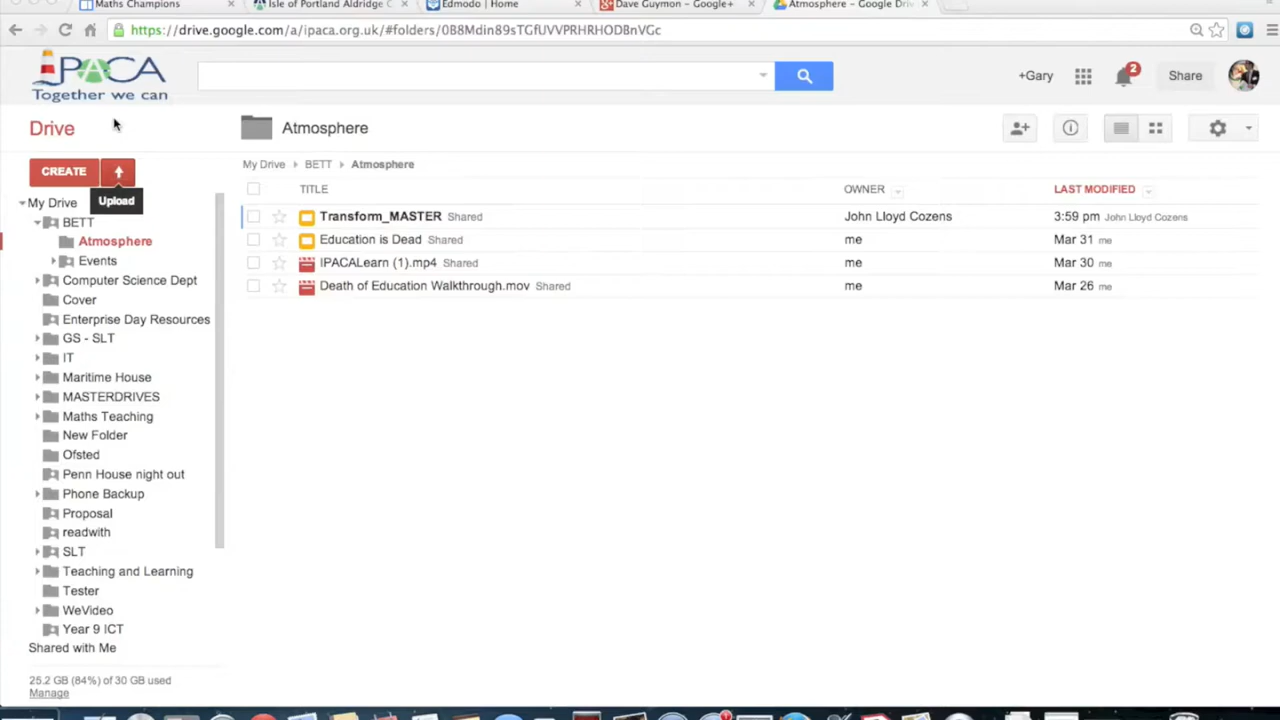 Maths Champions
Isle of Portland Aldridge C
Edmodo | Home
Dave Guymon - Google+
Atmosphere - Google Driv
https://drive.google.com/a/ipaca.org.uk/#folders/0B8Mdin89sTGfUVVPRHRHODBnVGc
IPACA
Together we can
+Gary
2
Share
Drive
Atmosphere
CREATE
Upload
My Drive
BETT
Atmosphere
Events
Computer Science Dept
Cover
Enterprise Day Resources
GS - SLT
IT
Maritime House
MASTERDRIVES
Maths Teaching
New Folder
Ofsted
Penn House night out
Phone Backup
Proposal
readwith
SLT
Teaching and Learning
Tester
WeVideo
Year 9 ICT
Shared with Me
25.2 GB (84%) of 30 GB used
Manage
My Drive BETT Atmosphere
TITLE OWNER LAST MODIFIED
Transform_MASTER Shared John Lloyd Cozens 3:59 pm John Lloyd Cozens
Education is Dead Shared me Mar 31 me
IPACALearn (1).mp4 Shared me Mar 30 me
Death of Education Walkthrough.mov Shared me Mar 26 me